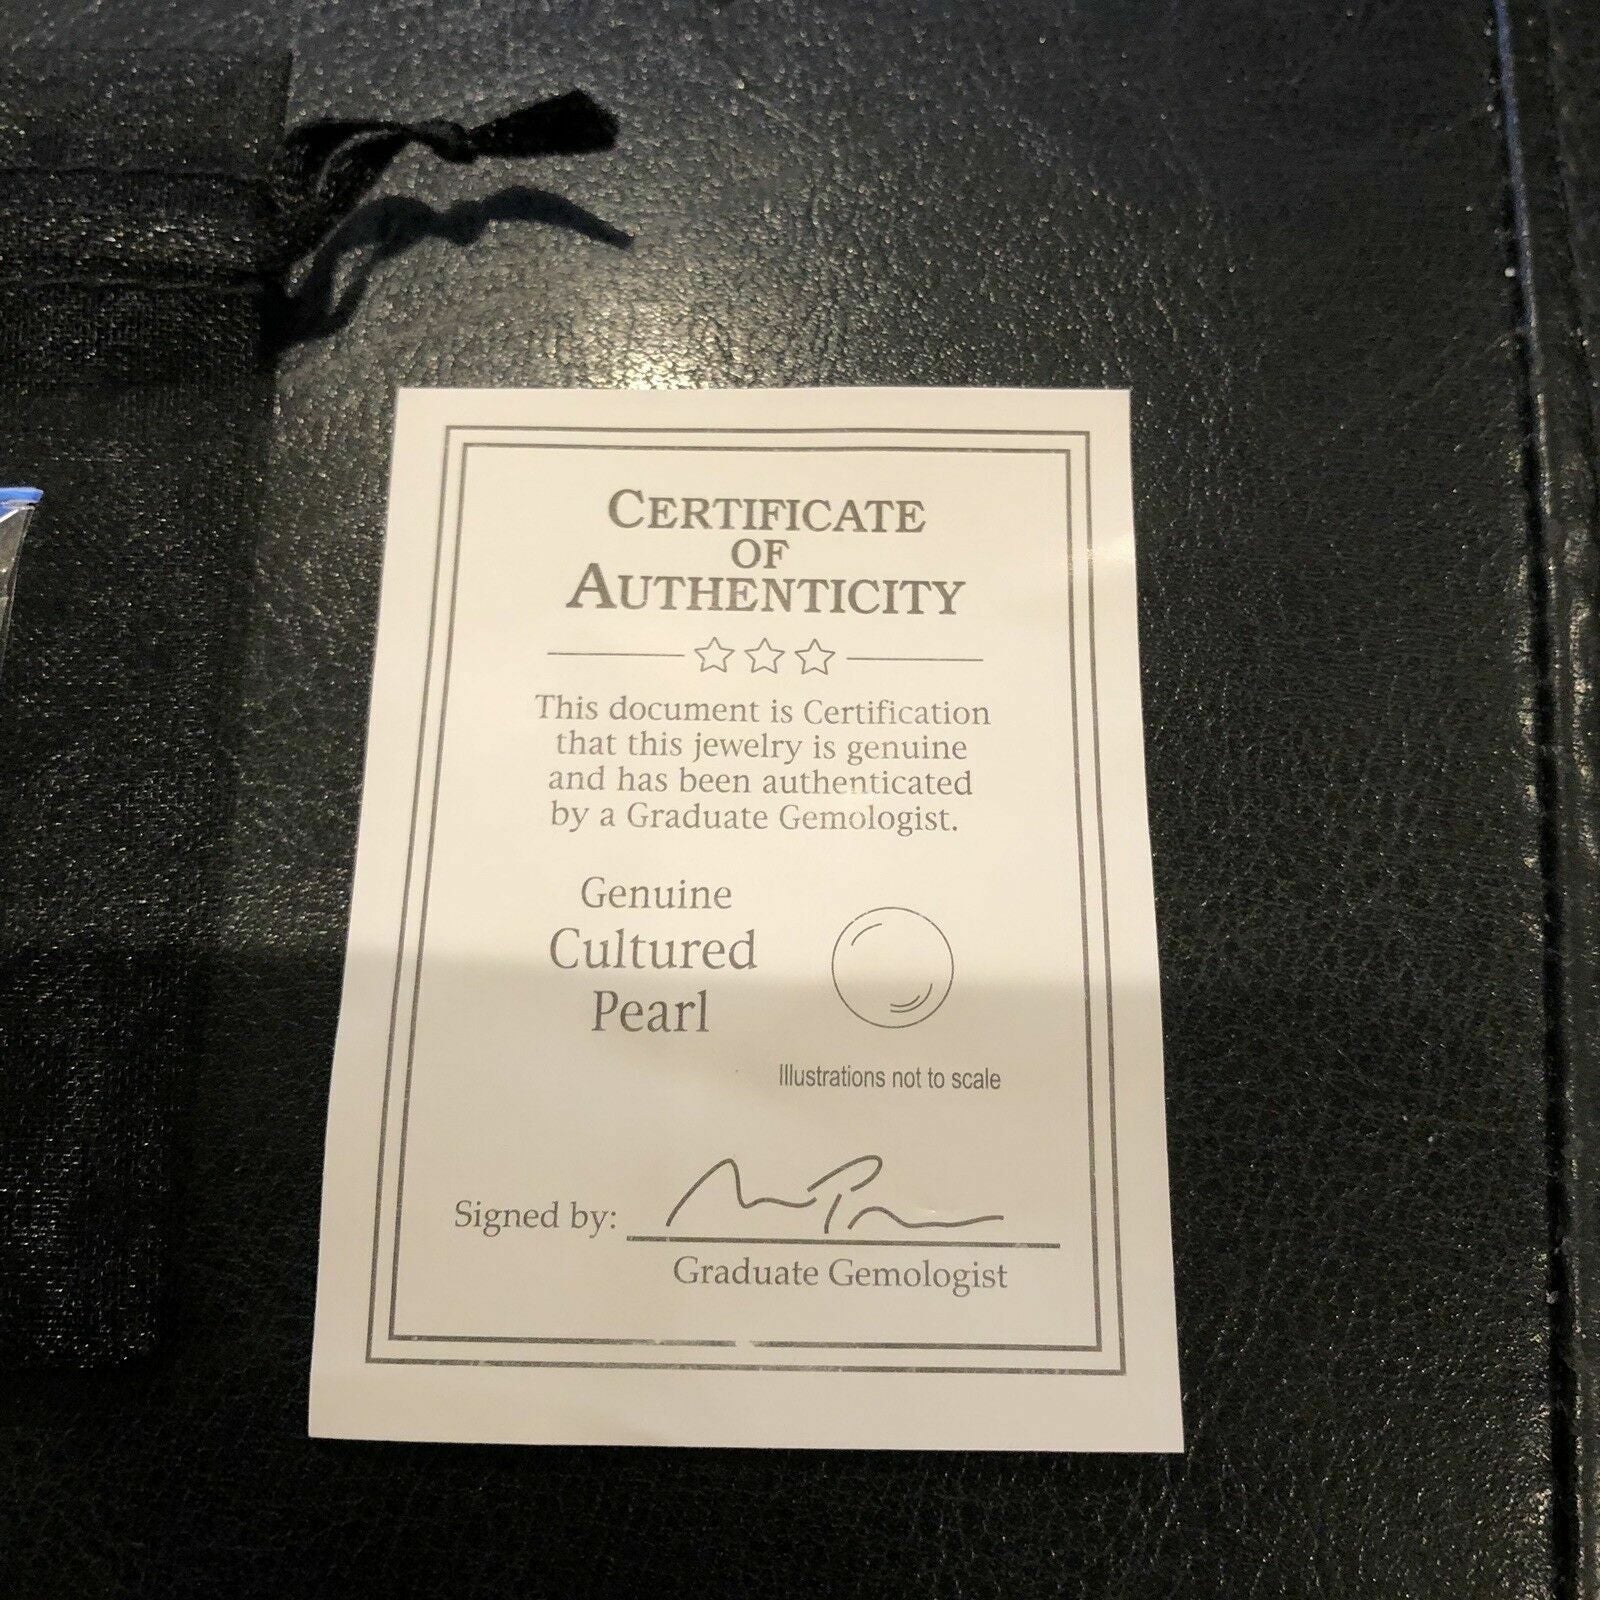 CERTIFICATE
OF
AUTHENTICITY
This document is Certification
that this jewelry is genuine
and has been authenticated
by a Graduate Gemologist.
Genuine
Cultured
Pearl
Illustrations not to scale
Signed by:
Graduate Gemologist